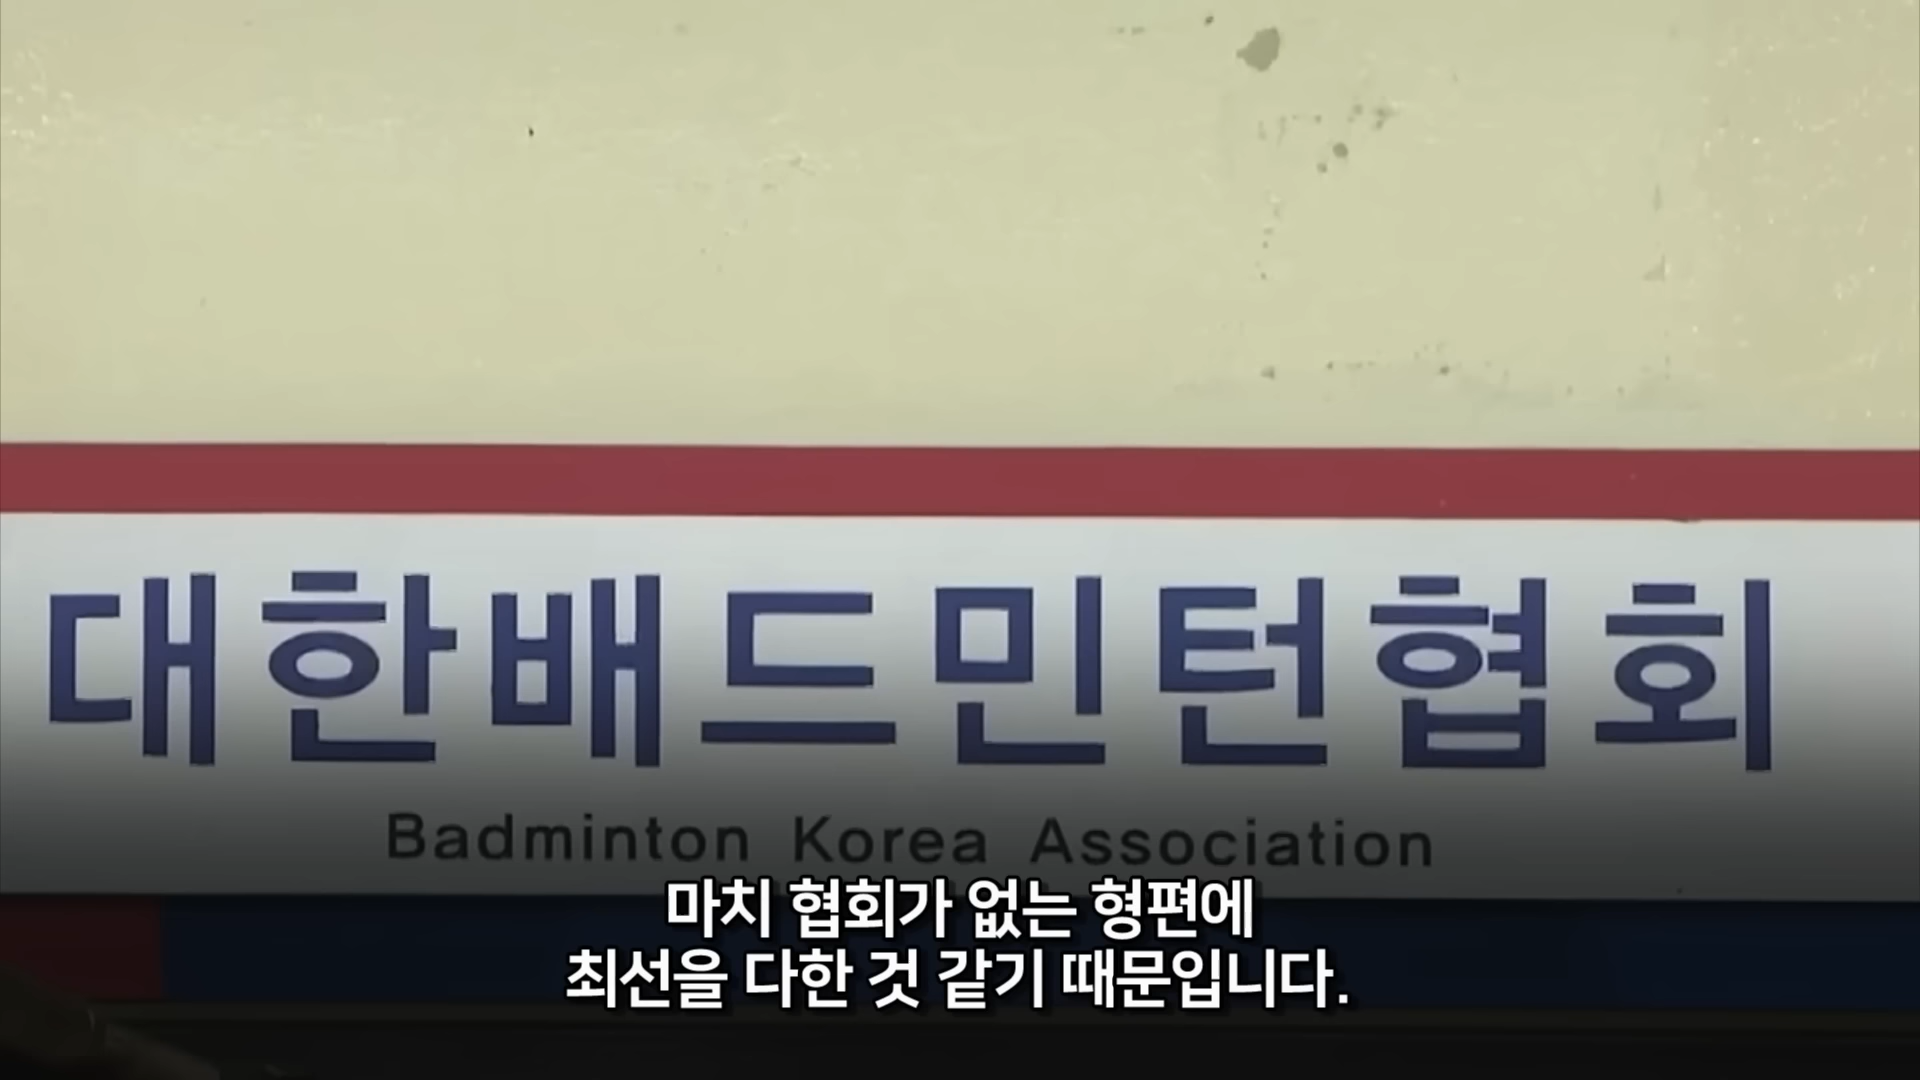 대한배드민턴협회
Badminton Korea Association
마치 협회가 없는 형편에
최선을 다한 것 같기 때문입니다.